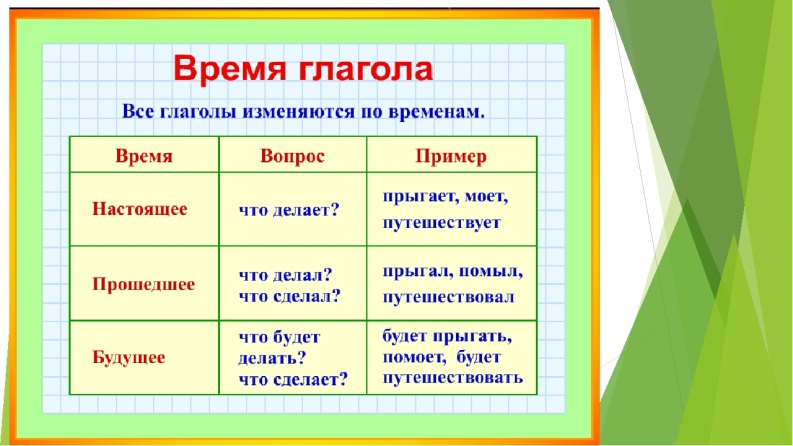 Время глагола
Все глаголы изменяются по временам.
Время Вопрос Пример
Настоящее что делает? прыгает, моет,
путешествует
Прошедшее что делал?
что сделал? прыгал, помыл,
путешествовал
Будущее что будет
делать?
что сделает? будет прыгать,
помоет, будет
путешествовать